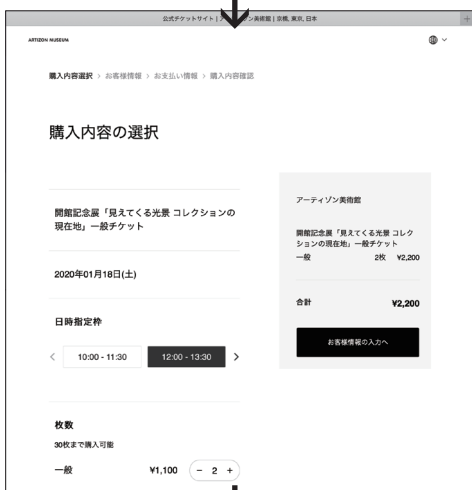 公式チケットサイト | アーティゾン美術館 | 京橋, 東京, 日本
ARTIZON MUSEUM
購入内容選択 > お客様情報 > お支払い情報 > 購入内容確認
購入内容の選択
開館記念展「見えてくる光景 コレクションの
現在地」一般チケット
2020年01月18日(土)
日時指定枠
< 10:00 - 11:30 12:00 - 13:30 >
枚数
30枚まで購入可能
一般 ¥1,100 − 2 +
アーティゾン美術館
開館記念展「見えてくる光景 コレク
ションの現在地」一般チケット
一般 2枚 ¥2,200
合計 ¥2,200
お客様情報の入力へ